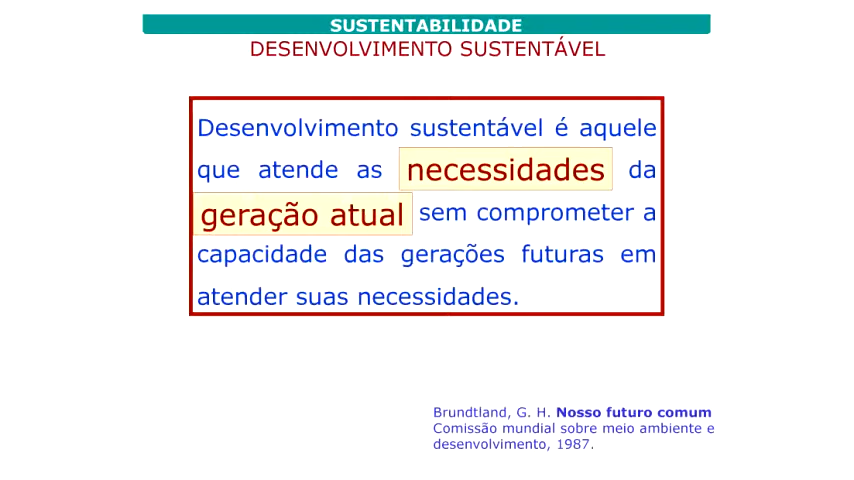 SUSTENTABILIDADE
DESENVOLVIMENTO SUSTENTÁVEL
Desenvolvimento sustentável é aquele
que atende as necessidades da
geração atual sem comprometer a
capacidade das gerações futuras em
atender suas necessidades.
Brundtland, G. H. Nosso futuro comum
Comissão mundial sobre meio ambiente e
desenvolvimento, 1987.